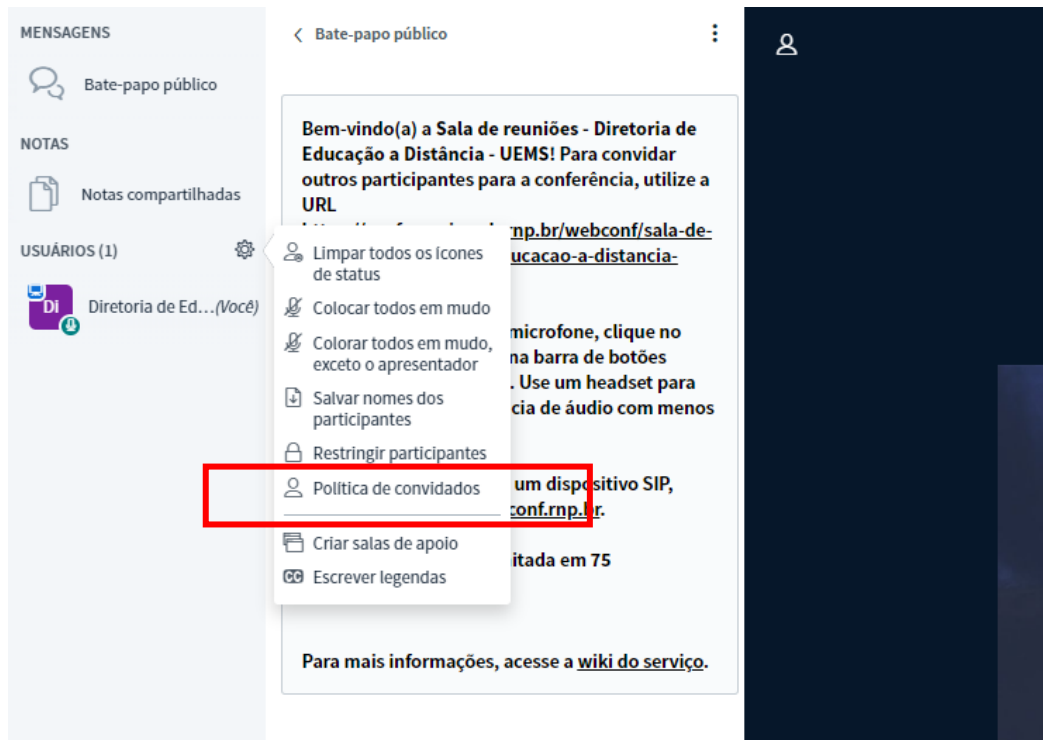 MENSAGENS
Bate-papo público
NOTAS
Notas compartilhadas
USUÁRIOS (1)
Di
Diretoria de Ed...(Você)
Bate-papo público
Bem-vindo(a) a Sala de reuniões - Diretoria de
Educação a Distância - UEMS! Para convidar
outros participantes para a conferência, utilize a
URL
rnp.br/webconf/sala-de-
ucacao-a-distancia-
microfone, clique no
na barra de botões
. Use um headset para
cia de áudio com menos
um dispositivo SIP,
conf.rnp.br.
itada em 75
Para mais informações, acesse a wiki do serviço.
Limpar todos os ícones
de status
Colocar todos em mudo
Colorar todos em mudo,
exceto o apresentador
Salvar nomes dos
participantes
Restringir participantes
Política de convidados
Criar salas de apoio
CC Escrever legendas